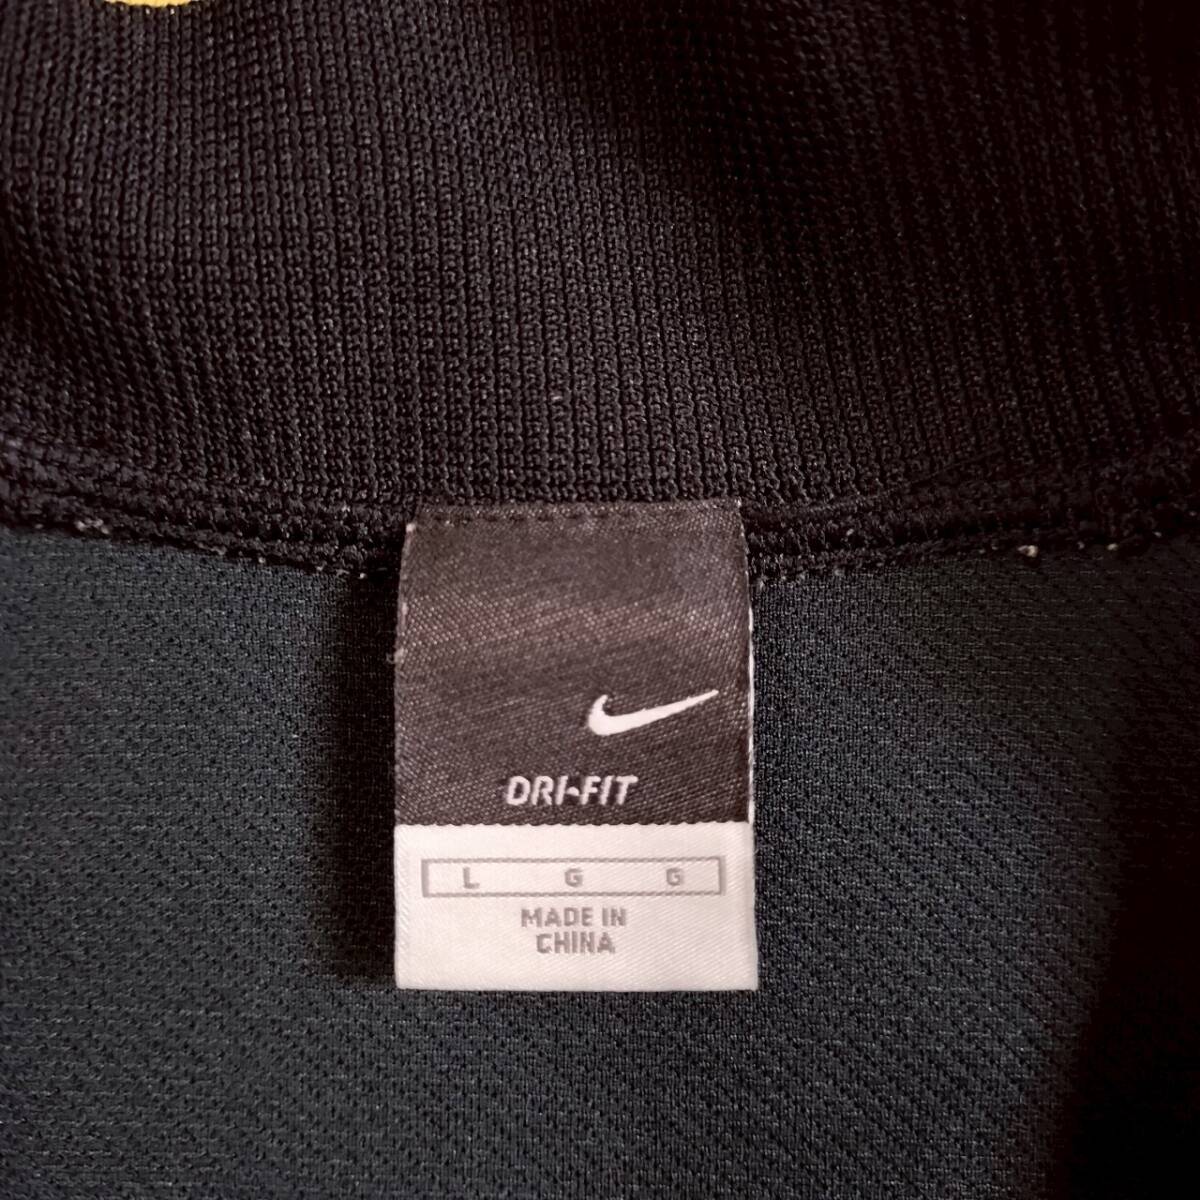 DRI-FIT
L G G
MADE IN
CHINA